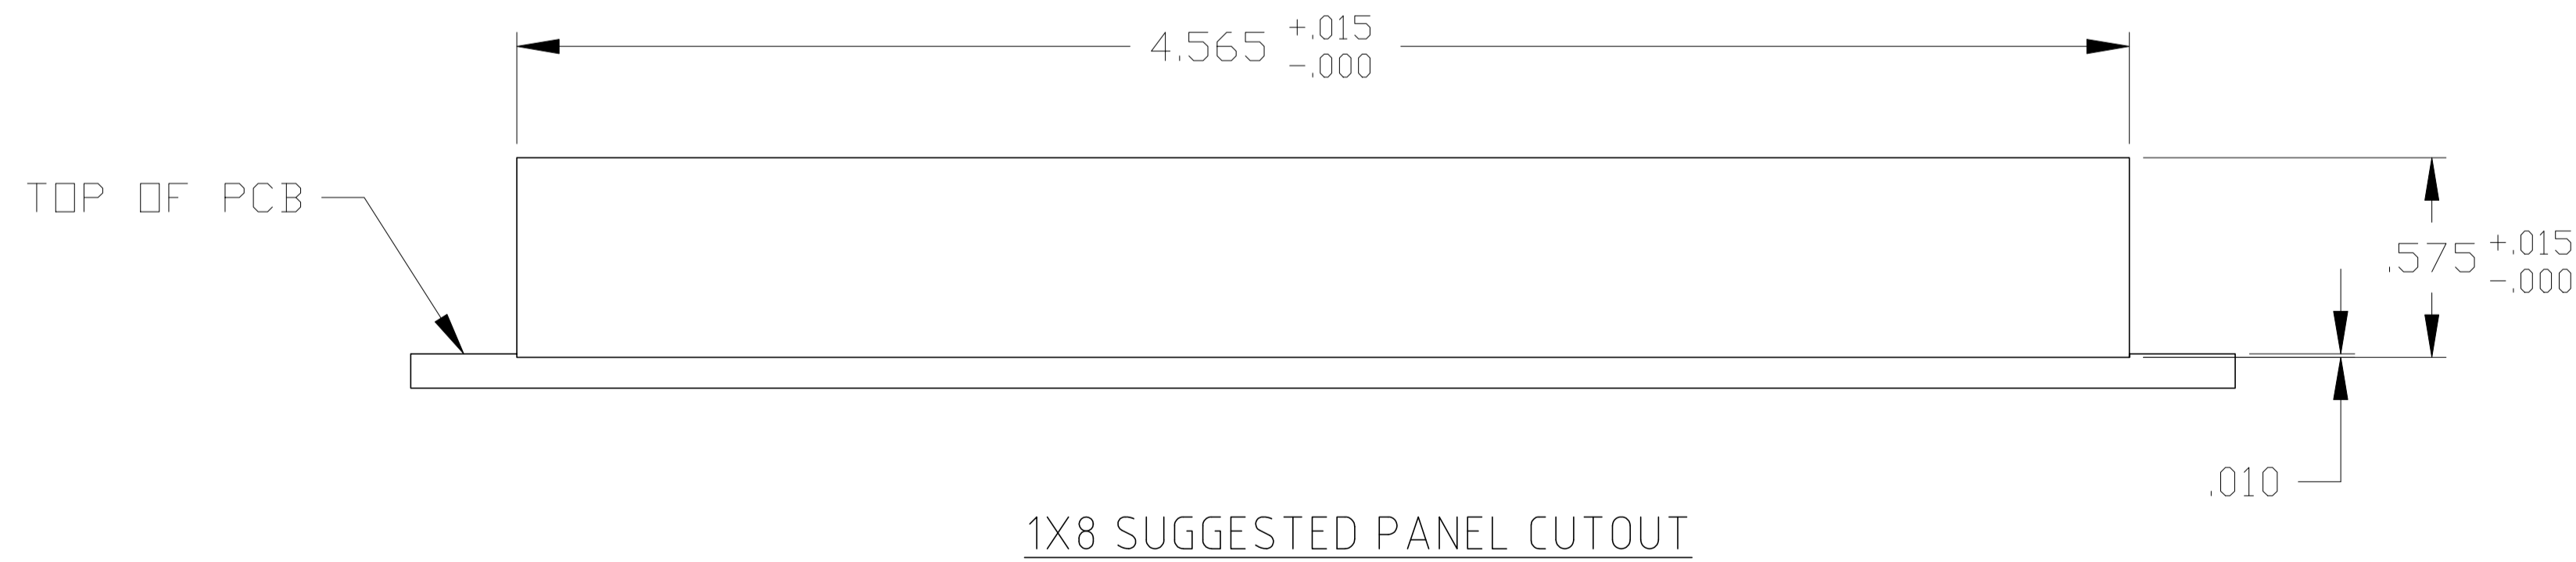 4.565 +.015
-.000
TOP OF PCB
.575 +.015
-.000
.010
1X8 SUGGESTED PANEL CUTOUT